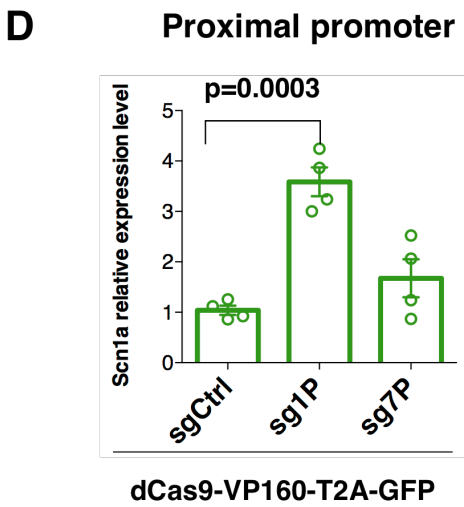 D
Proximal promoter
p=0.0003
Scn1a relative expression level
5
4
3
2
1
0
sgCtrl
sg1P
sg7P
dCas9-VP160-T2A-GFP